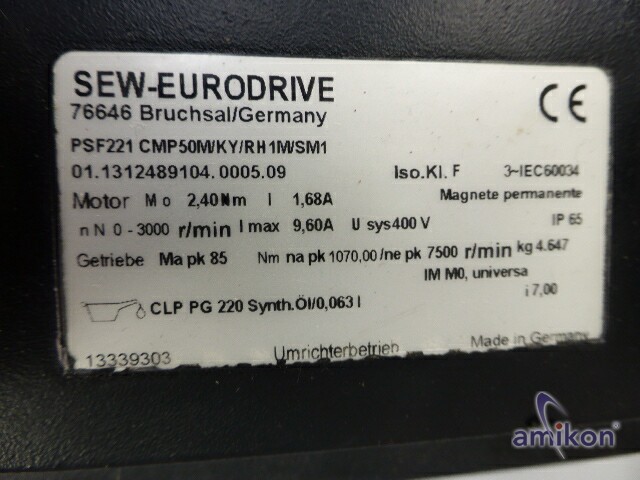 SEW-EURODRIVE
CE
76646 Bruchsal/Germany
PSF221 CMP50M/KY/RH1M/SM1
01.1312489104.0005.09 Iso.Kl. F 3~IEC60034
Motor Mo 2,40Nm I 1,68A Magnete permanente
n N 0 - 3000 r/min I max 9,60A U sys 400 V IP 65
Getriebe Ma pk 85 Nm na pk 1070,00/ne pk 7500 r/min kg 4.647
IM M0, universa
i 7,00
CLP PG 220 Synth.Öl/0,063 l
13339303 Umrichterbetrieb Made in Germany
amikon